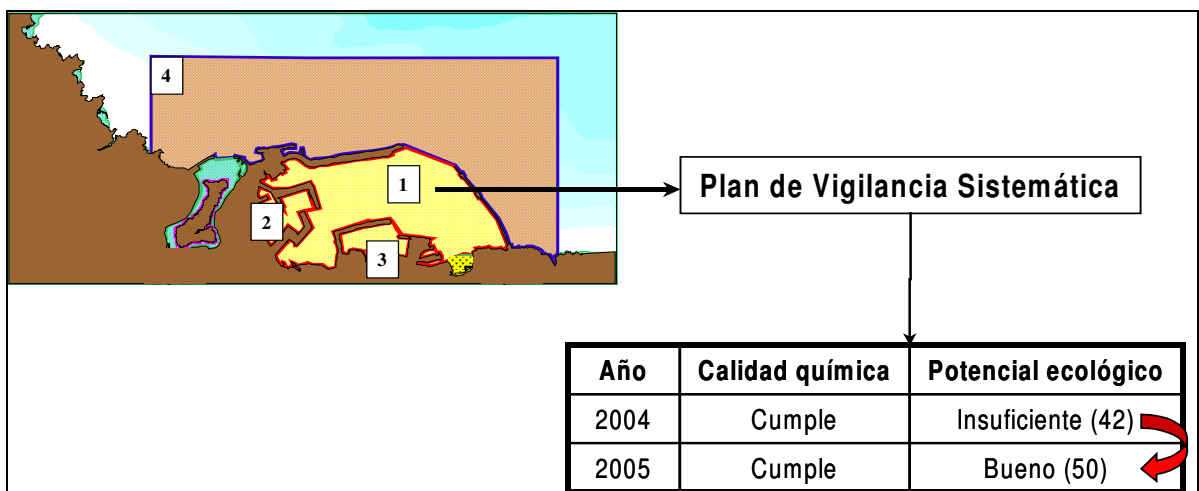 4
1
2
3
Plan de Vigilancia Sistemática
Año Calidad química Potencial ecológico
2004 Cumple Insuficiente (42)
2005 Cumple Bueno (50)